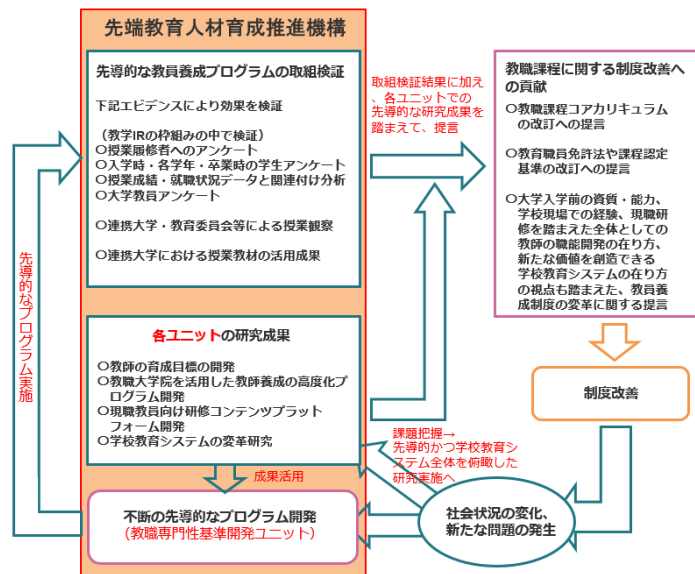 先端教育人材育成推進機構
先導的な教員養成プログラムの取組検証
下記エビデンスにより効果を検証
（教学IRの枠組みの中で検証）
〇授業履修者へのアンケート
〇入学時・各学年・卒業時の学生アンケート
〇授業成績・就職状況データと関連付け分析
〇大学教員アンケート
〇連携大学・教育委員会等による授業観察
〇連携大学における授業教材の活用成果
取組検証結果に加え
、各ユニットでの
先導的な研究成果を
踏まえて、提言
教職課程に関する制度改善への
貢献
〇教職課程コアカリキュラム
の改訂への提言
〇教育職員免許法や課程認定
基準の改訂への提言
〇大学入学前の資質・能力、
学校現場での経験、現職研
修を踏まえた全体としての
教師の職能開発の在り方、
新たな価値を創造できる
学校教育システムの在り方
の視点も踏まえた、教員養
成制度の変革に関する提言
先導的なプログラム実施
各ユニットの研究成果
〇教師の育成目標の開発
〇教職大学院を活用した教師養成の高度化プ
ログラム開発
〇現職教員向け研修コンテンツプラット
フォーム開発
〇学校教育システムの変革研究
制度改善
課題把握→
先導的かつ学校教育シ
ステム全体を俯瞰した
研究実施へ
成果活用
不断の先導的なプログラム開発
（教職専門性基準開発ユニット）
社会状況の変化、
新たな問題の発生